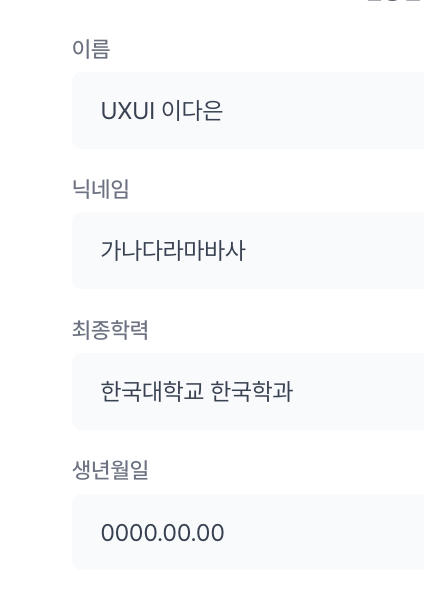 이름
UXUI 이다은
닉네임
가나다라마바사
최종학력
한국대학교 한국학과
생년월일
0000.00.00